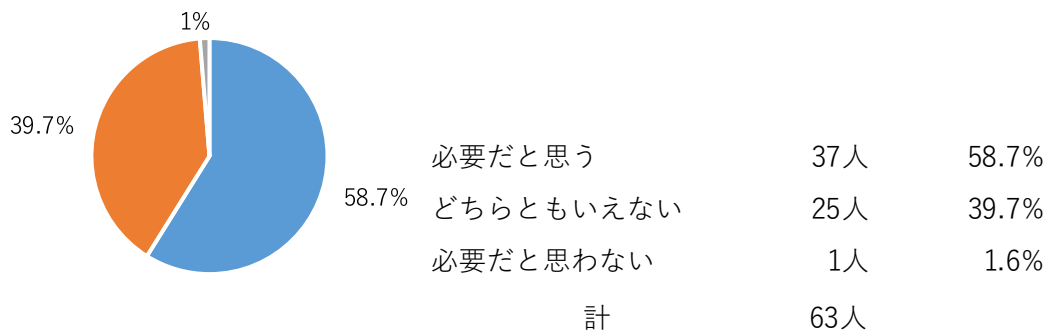 1%
39.7%
58.7%
必要だと思う 37人 58.7%
どちらともいえない 25人 39.7%
必要だと思わない 1人 1.6%
計 63人